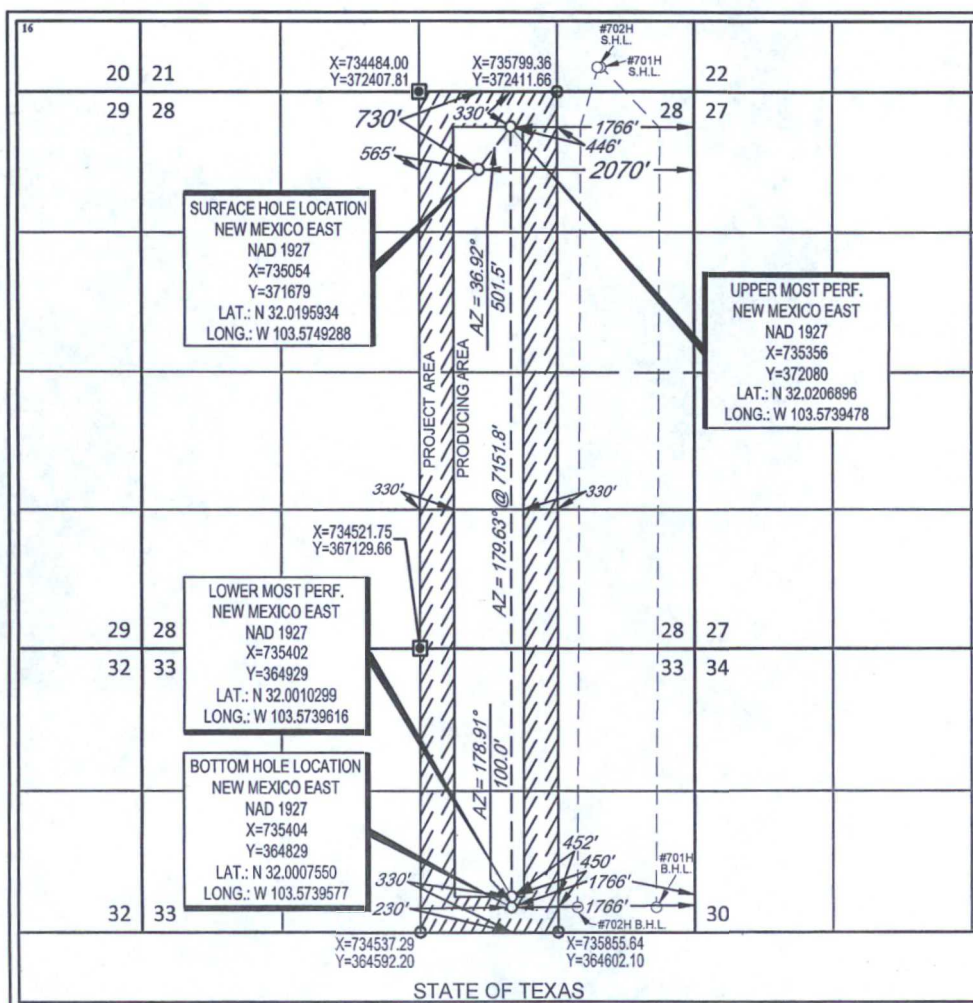 16
#702H
S.H.L.
#701H
S.H.L.
X=734484.00
Y=372407.81
X=735799.36
Y=372411.66
20 21
29 28
22
28 27
730'
330'
1766'
446'
565'
2070'
SURFACE HOLE LOCATION
NEW MEXICO EAST
NAD 1927
X=735054
Y=371679
LAT.: N 32.0195934
LONG.: W 103.5749288
AZ = 36.92°
501.5'
UPPER MOST PERF.
NEW MEXICO EAST
NAD 1927
X=735356
Y=372080
LAT.: N 32.0206896
LONG.: W 103.5739478
PROJECT AREA
PRODUCING AREA
AZ = 179.63° @ 7151.8'
330'
330'
X=734521.75
Y=367129.66
LOWER MOST PERF.
NEW MEXICO EAST
NAD 1927
X=735402
Y=364929
LAT.: N 32.0010299
LONG.: W 103.5739616
29 28
32 33
28 27
33 34
BOTTOM HOLE LOCATION
NEW MEXICO EAST
NAD 1927
X=735404
Y=364829
LAT.: N 32.0007550
LONG.: W 103.5739577
AZ = 178.91°
100.0'
452'
450'
1766'
#701H
B.H.L.
330'
230'
1766'
#702H B.H.L.
32 33
30
X=734537.29
Y=364592.20
X=735855.64
Y=364602.10
STATE OF TEXAS